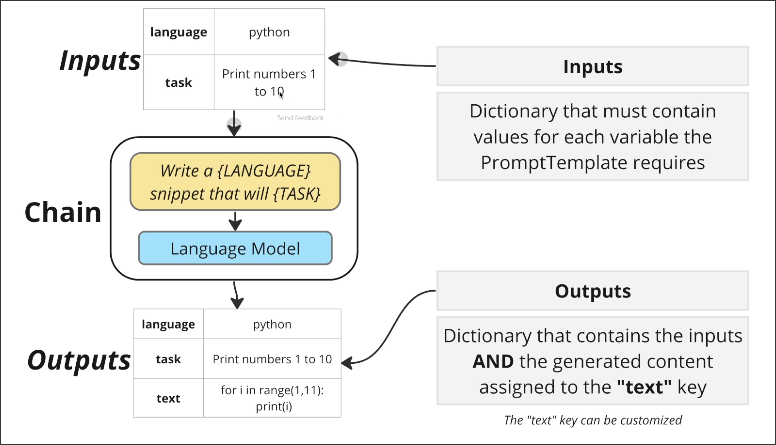 Inputs
language
python
task
Print numbers 1
to 10
Send feedback
Chain
Write a {LANGUAGE}
snippet that will {TASK}
Language Model
Outputs
language
python
task
Print numbers 1 to 10
text
for i in range(1,11):
print(i)
Inputs
Dictionary that must contain
values for each variable the
PromptTemplate requires
Outputs
Dictionary that contains the inputs
AND the generated content
assigned to the "text" key
The "text" key can be customized